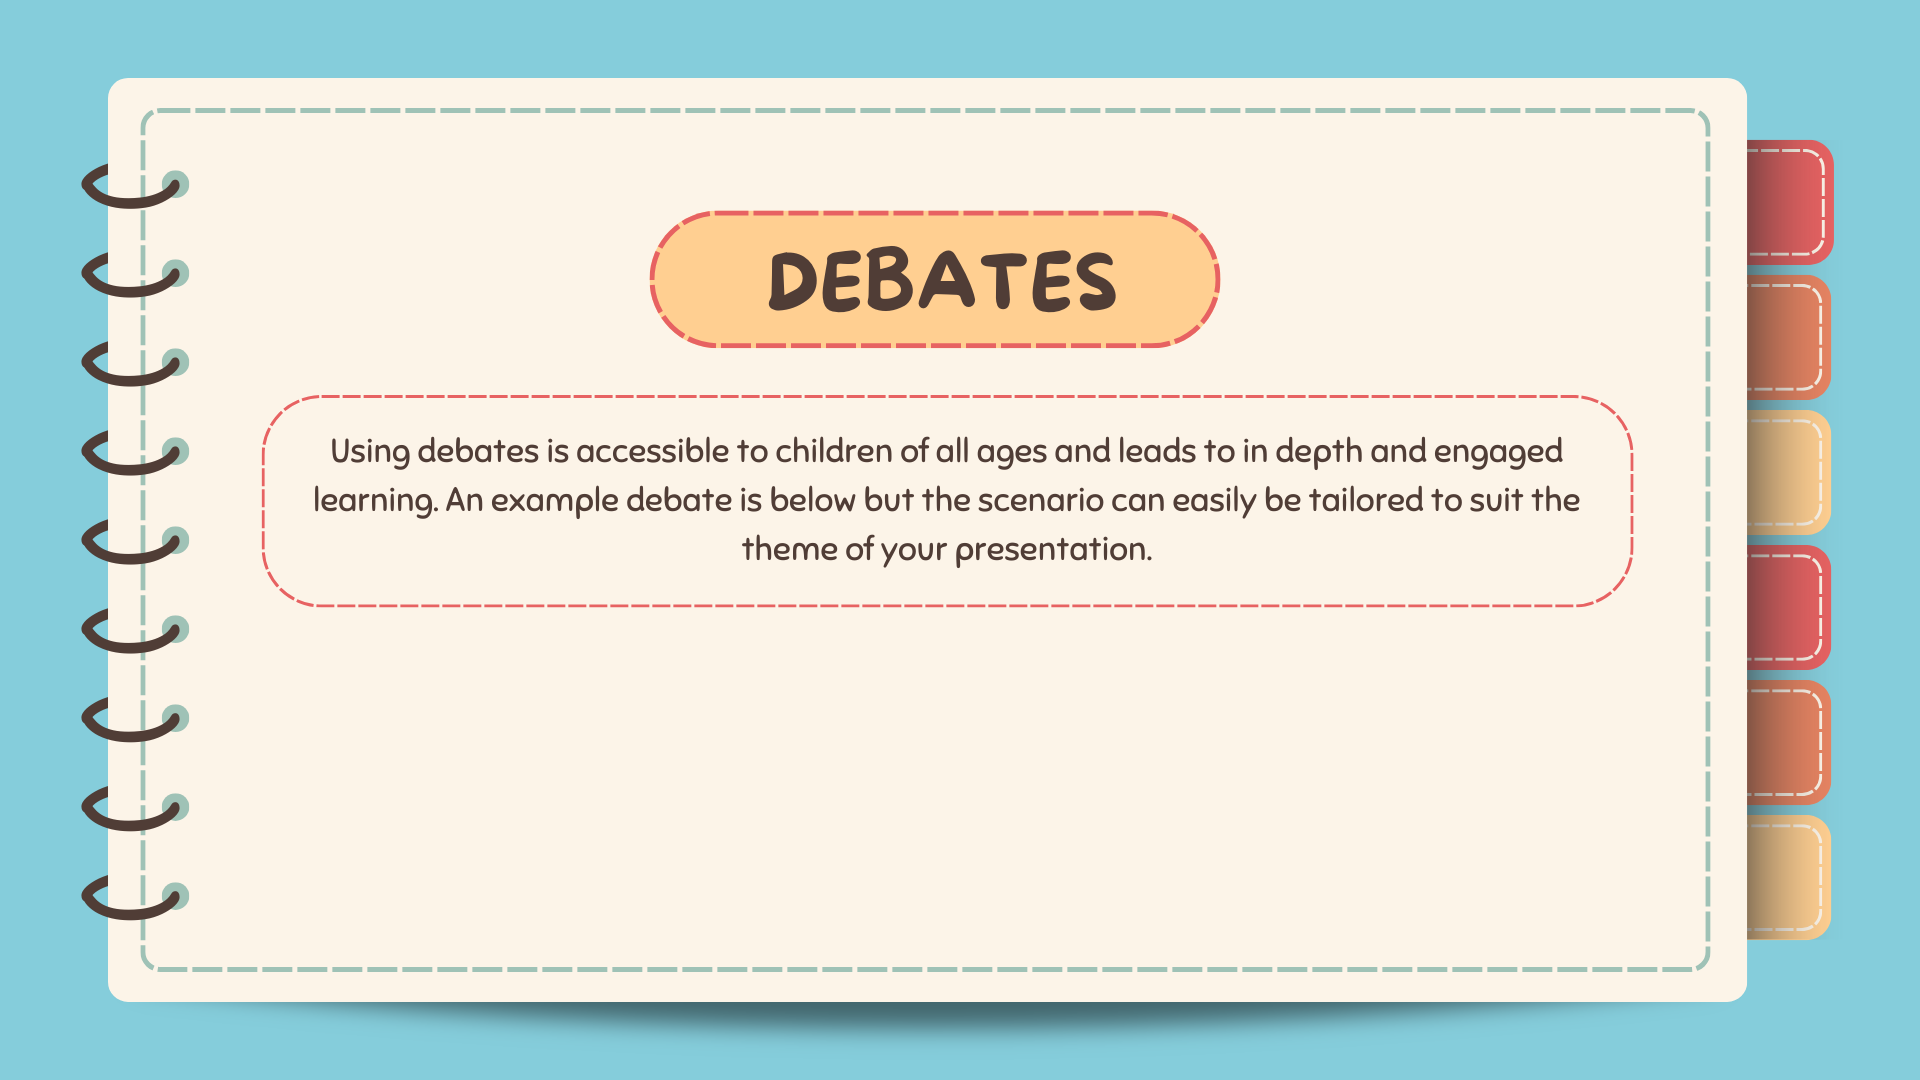 DEBATES
Using debates is accessible to children of all ages and leads to in depth and engaged
learning. An example debate is below but the scenario can easily be tailored to suit the
theme of your presentation.